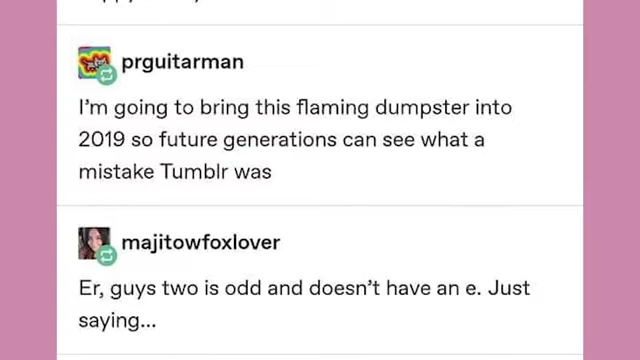 prguitarman
I'm going to bring this flaming dumpster into
2019 so future generations can see what a
mistake Tumblr was
majitowfoxlover
Er, guys two is odd and doesn't have an e. Just
saying...